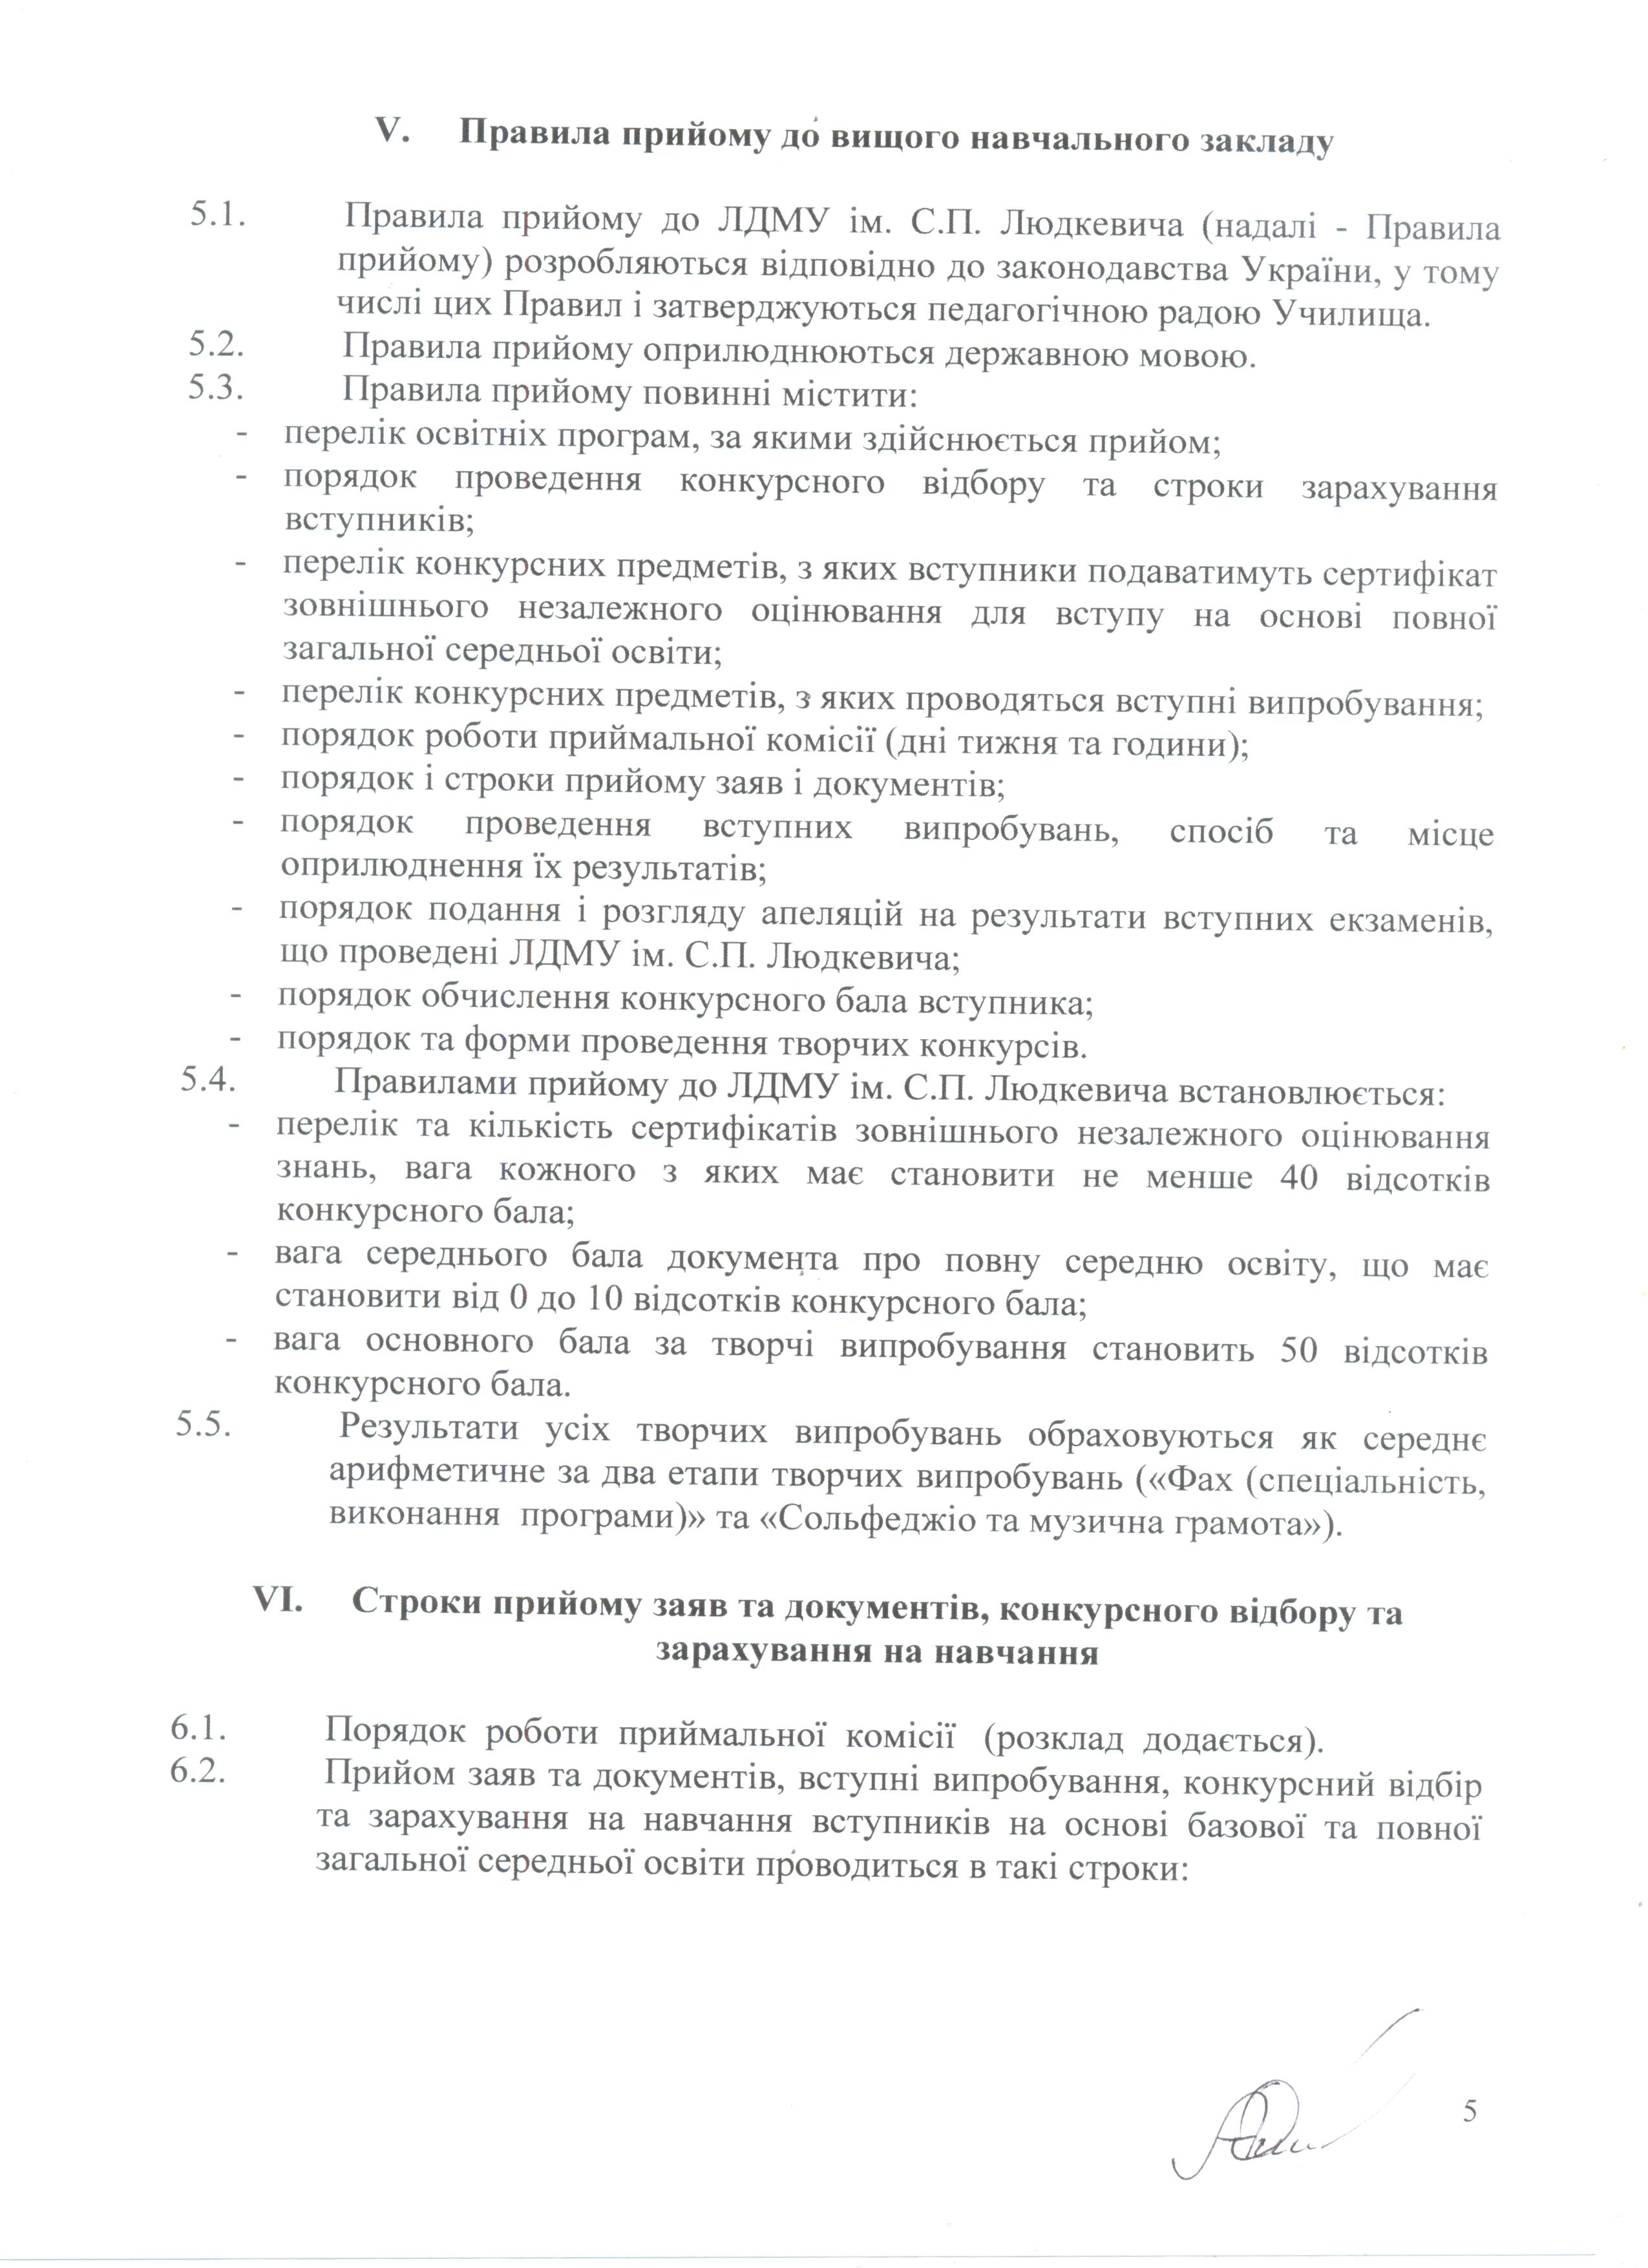 V. Правила прийому до вищого навчального закладу
5.1. Правила прийому до ЛДМУ ім. С.П. Людкевича (надалі - Правила
прийому) розробляються відповідно до законодавства України, у тому
числі цих Правил і затверджуються педагогічною радою Училища.
5.2. Правила прийому оприлюднюються державною мовою.
5.3. Правила прийому повинні містити:
- перелік освітніх програм, за якими здійснюється прийом;
- порядок проведення конкурсного відбору та строки зарахування
вступників;
- перелік конкурсних предметів, з яких вступники подаватимуть сертифікат
зовнішнього незалежного оцінювання для вступу на основі повної
загальної середньої освіти;
- перелік конкурсних предметів, з яких проводяться вступні випробування;
- порядок роботи приймальної комісії (дні тижня та години);
- порядок і строки прийому заяв і документів;
- порядок проведення вступних випробувань, спосіб та місце
оприлюднення їх результатів;
- порядок подання і розгляду апеляцій на результати вступних екзаменів,
що проведені ЛДМУ ім. С.П. Людкевича;
- порядок обчислення конкурсного бала вступника;
- порядок та форми проведення творчих конкурсів.
5.4. Правилами прийому до ЛДМУ ім. С.П. Людкевича встановлюється:
- перелік та кількість сертифікатів зовнішнього незалежного оцінювання
знань, вага кожного з яких має становити не менше 40 відсотків
конкурсного бала;
- вага середнього бала документа про повну середню освіту, що має
становити від 0 до 10 відсотків конкурсного бала;
- вага основного бала за творчі випробування становить 50 відсотків
конкурсного бала.
5.5. Результати усіх творчих випробувань обраховуються як середнє
арифметичне за два етапи творчих випробувань («Фах (спеціальність,
виконання програми)» та «Сольфеджіо та музична грамота»).
VI. Строки прийому заяв та документів, конкурсного відбору та
зарахування на навчання
6.1. Порядок роботи приймальної комісії (розклад додається).
6.2. Прийом заяв та документів, вступні випробування, конкурсний відбір
та зарахування на навчання вступників на основі базової та повної
загальної середньої освіти проводиться в такі строки:
5